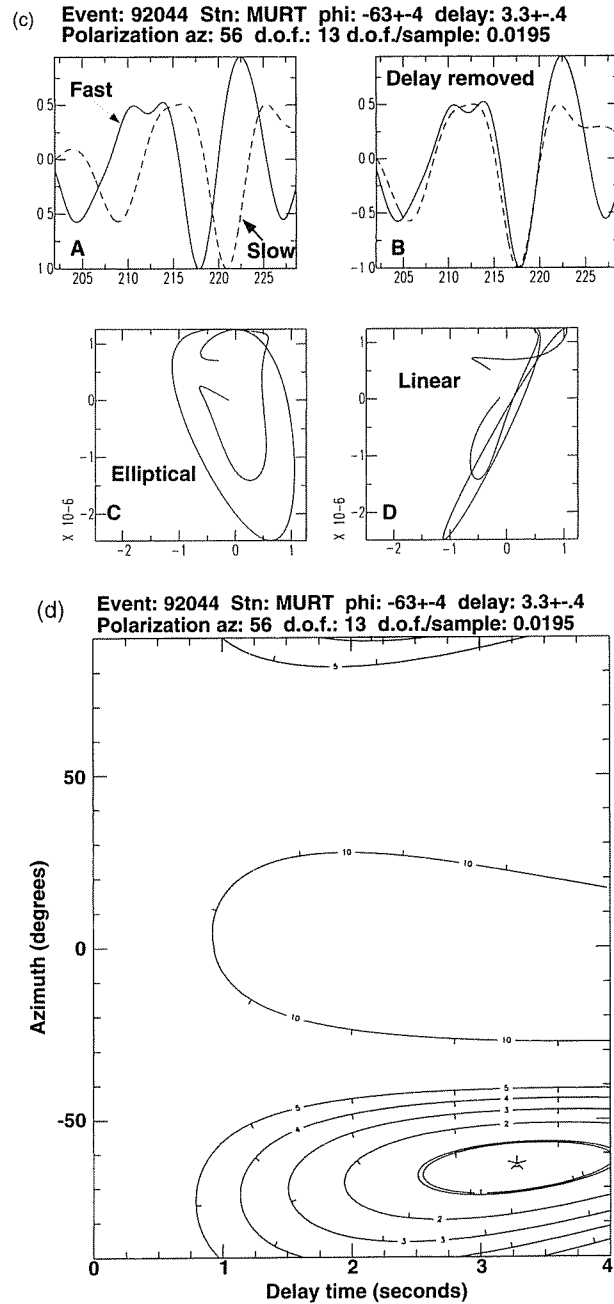 (c)
Event: 92044 Stn: MURT phi: -63+-4 delay: 3.3+-.4
Polarization az: 56 d.o.f.: 13 d.o.f./sample: 0.0195
Fast
Delay removed
0.5
0.0
0.5
1.0
A
Slow
205 210 215 220 225
0.5
0.0
-0.5
-1.0
B
205 210 215 220 225
1
0
-1
-2
X 10-6
Elliptical
C
-2 -1 0 1
1
0
-1
-2
X 10-6
Linear
D
-2 -1 0 1
(d)
Event: 92044 Stn: MURT phi: -63+-4 delay: 3.3+-.4
Polarization az: 56 d.o.f.: 13 d.o.f./sample: 0.0195
5 5
50
10 10
Azimuth (degrees)
0
10 10
5 5
4 4
3 3
2 2
-50
1
2
3 3
0 1 2 3 4
Delay time (seconds)